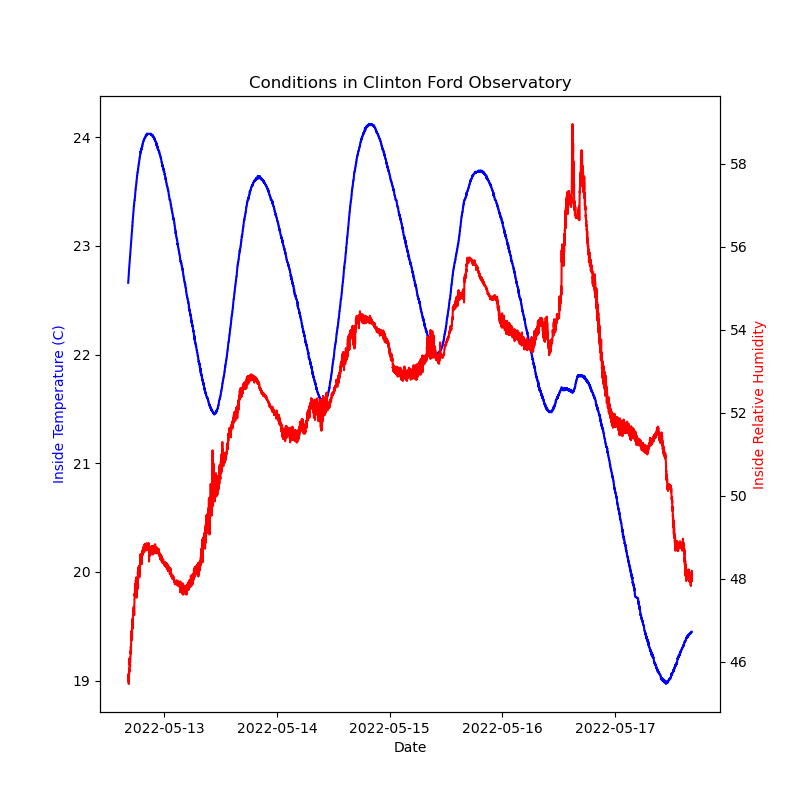 Conditions in Clinton Ford Observatory
24
23
22
21
20
19
Inside Temperature (C)
58
56
54
52
50
48
46
Inside Relative Humidity
2022-05-13 2022-05-14 2022-05-15 2022-05-16 2022-05-17
Date